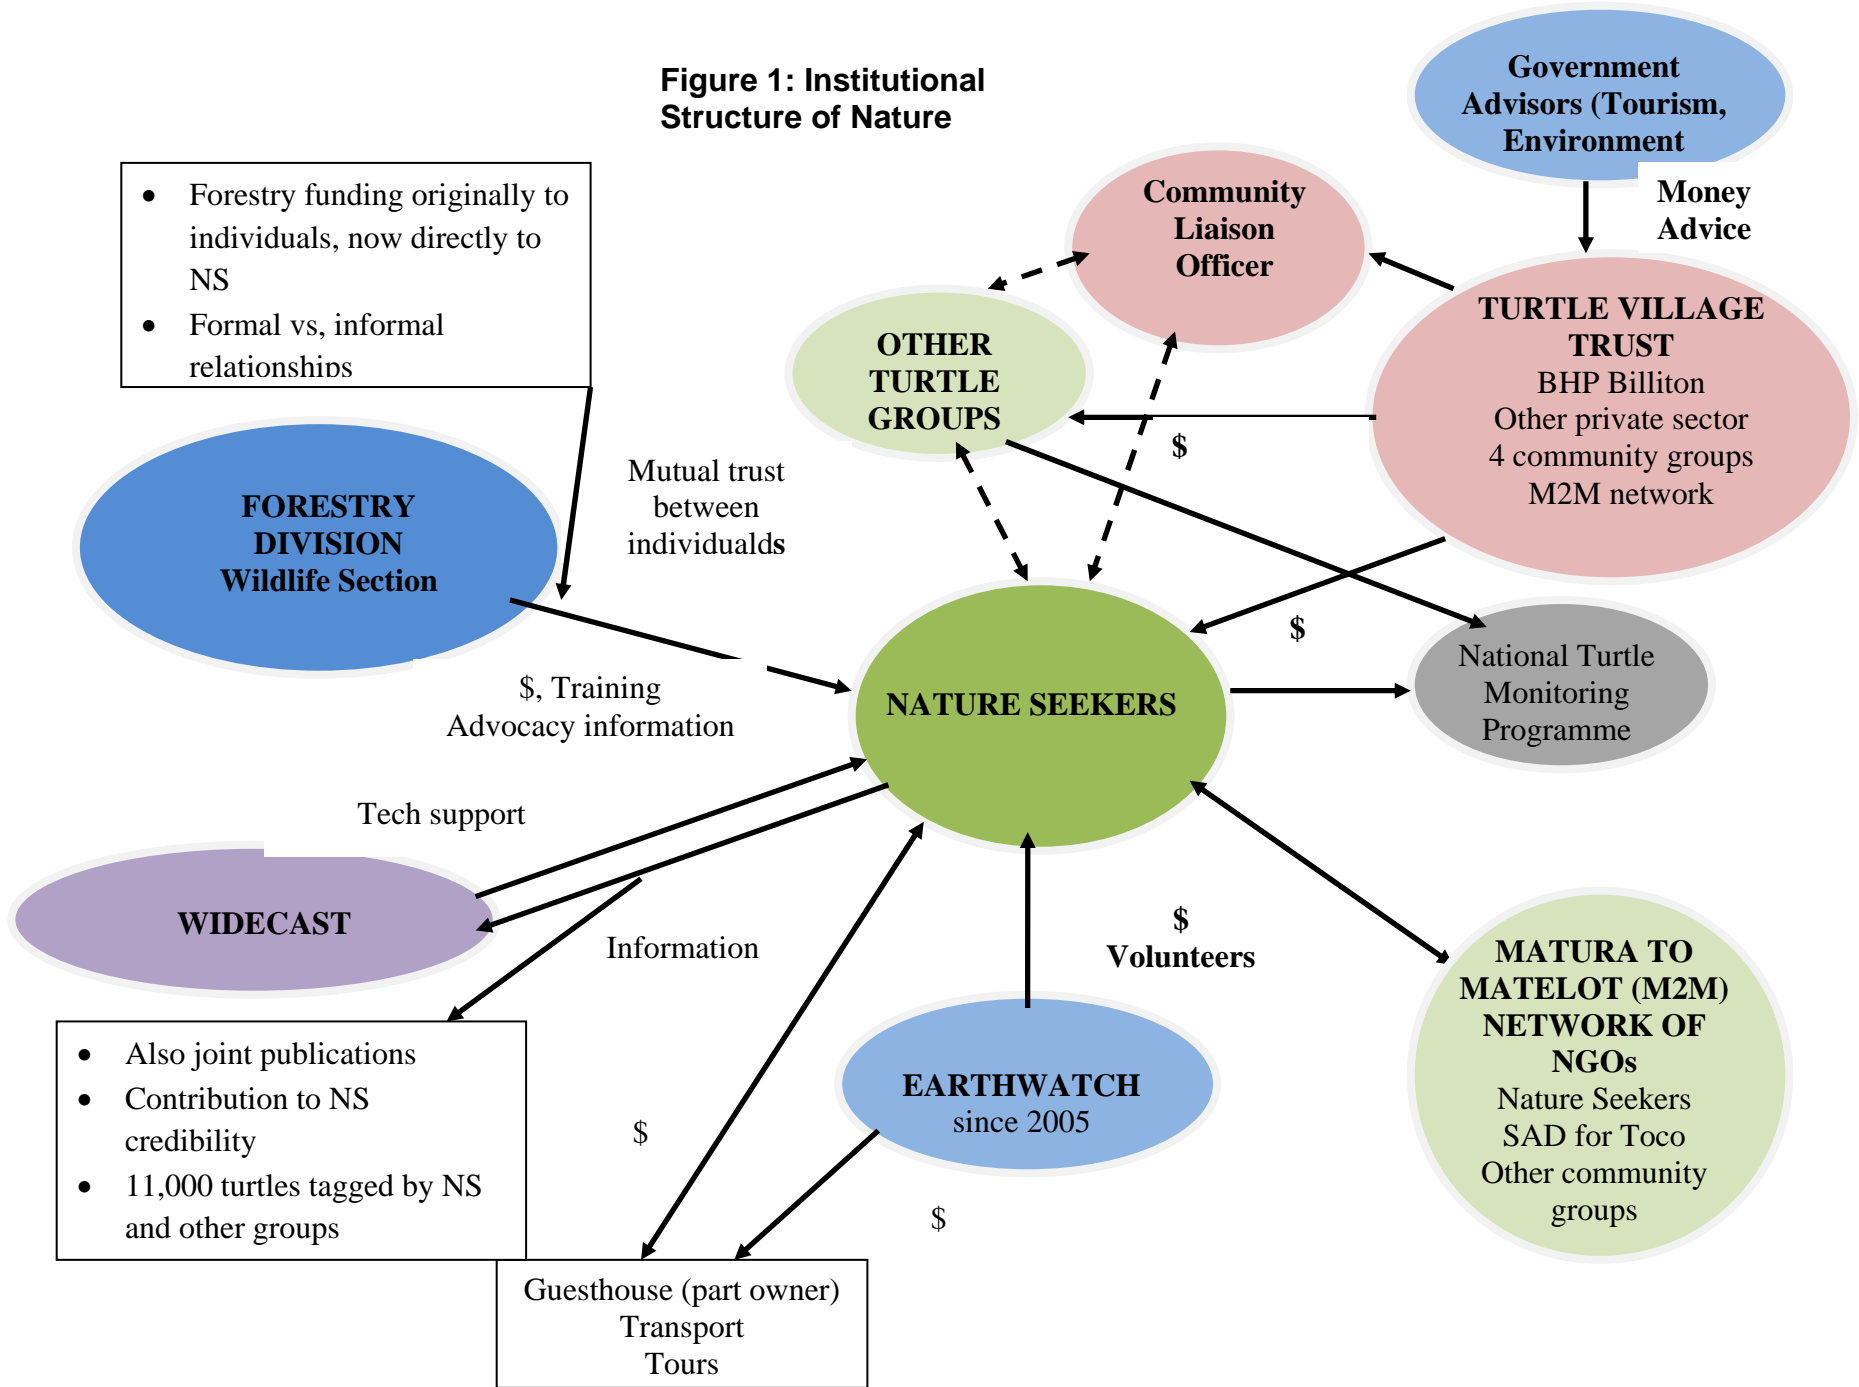 Figure 1: Institutional
Structure of Nature
Government
Advisors (Tourism,
Environment
Money
Advice
• Forestry funding originally to
individuals, now directly to
NS
• Formal vs, informal
relationships
Community
Liaison
Officer
TURTLE VILLAGE
TRUST
BHP Billiton
Other private sector
4 community groups
M2M network
OTHER
TURTLE
GROUPS
$
Mutual trust
between
individualds
FORESTRY
DIVISION
Wildlife Section
$
National Turtle
Monitoring
Programme
NATURE SEEKERS
$, Training
Advocacy information
Tech support
WIDECAST
Information
$
Volunteers
MATURA TO
MATELOT (M2M)
NETWORK OF
NGOs
Nature Seekers
SAD for Toco
Other community
groups
• Also joint publications
• Contribution to NS
credibility
• 11,000 turtles tagged by NS
and other groups
$
EARTHWATCH
since 2005
$
Guesthouse (part owner)
Transport
Tours